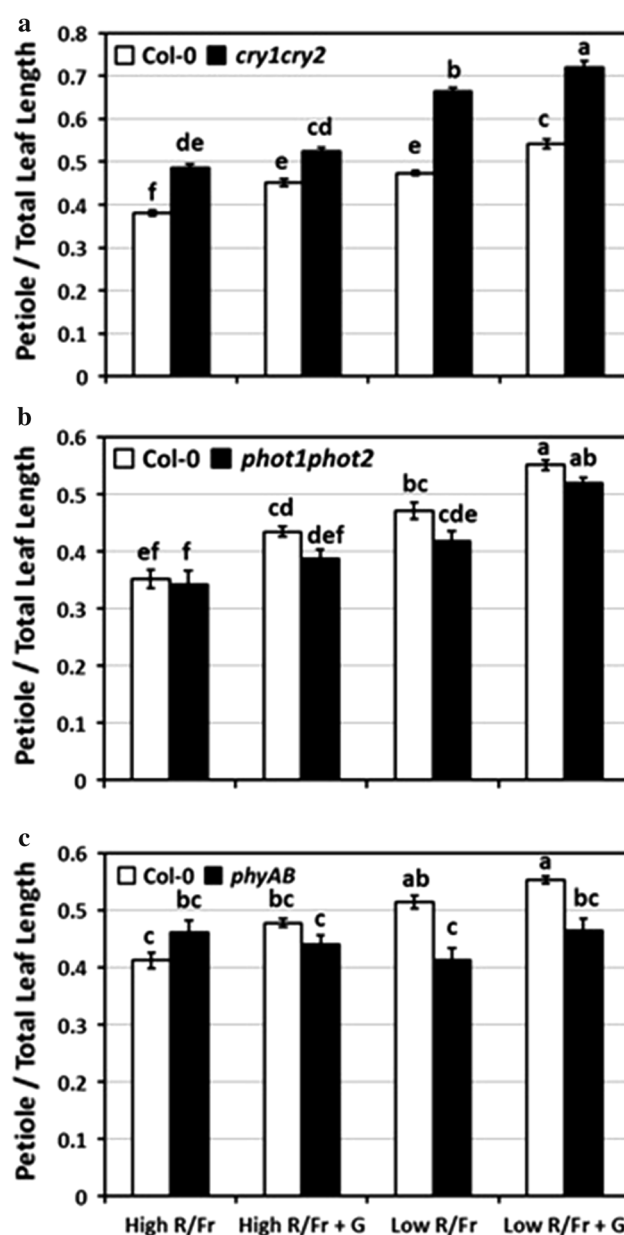 a
Petiole / Total Leaf Length
0.8
0.7
0.6
0.5
0.4
0.3
0.2
0.1
0
Col-0 cry1cry2
f de e cd e b c a
b
Petiole / Total Leaf Length
0.6
0.5
0.4
0.3
0.2
0.1
0
Col-0 phot1phot2
ef f cd def bc cde a ab
c
Petiole / Total Leaf Length
0.6
0.5
0.4
0.3
0.2
0.1
0
Col-0 phyAB
c bc bc c ab c a bc
High R/Fr High R/Fr + G Low R/Fr Low R/Fr + G